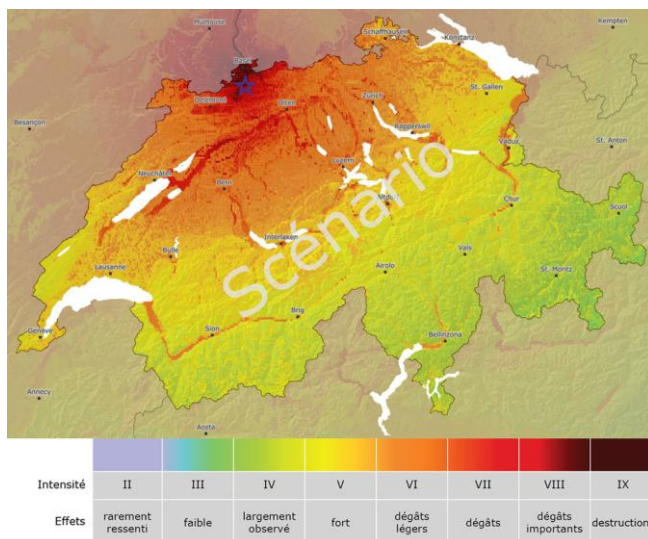 Mulhouse
Kempten
Schaffhausen
Konstanz
Basel
Delémont
Olten
Zürich
St. Gallen
Besançon
Rapperswil
St. Anton
Luzern
Vaduz
Neuchâtel
Bern
Chur
Scuol
Interlaken
Bulle
Vals
Lausanne
Airolo
St. Moritz
Scénario
Brig
Sion
Genève
Bellinzona
Annecy
Aosta
Intensité II III IV V VI VII VIII IX
Effets rarement ressenti faible largement observé fort dégâts légers dégâts dégâts importants destruction